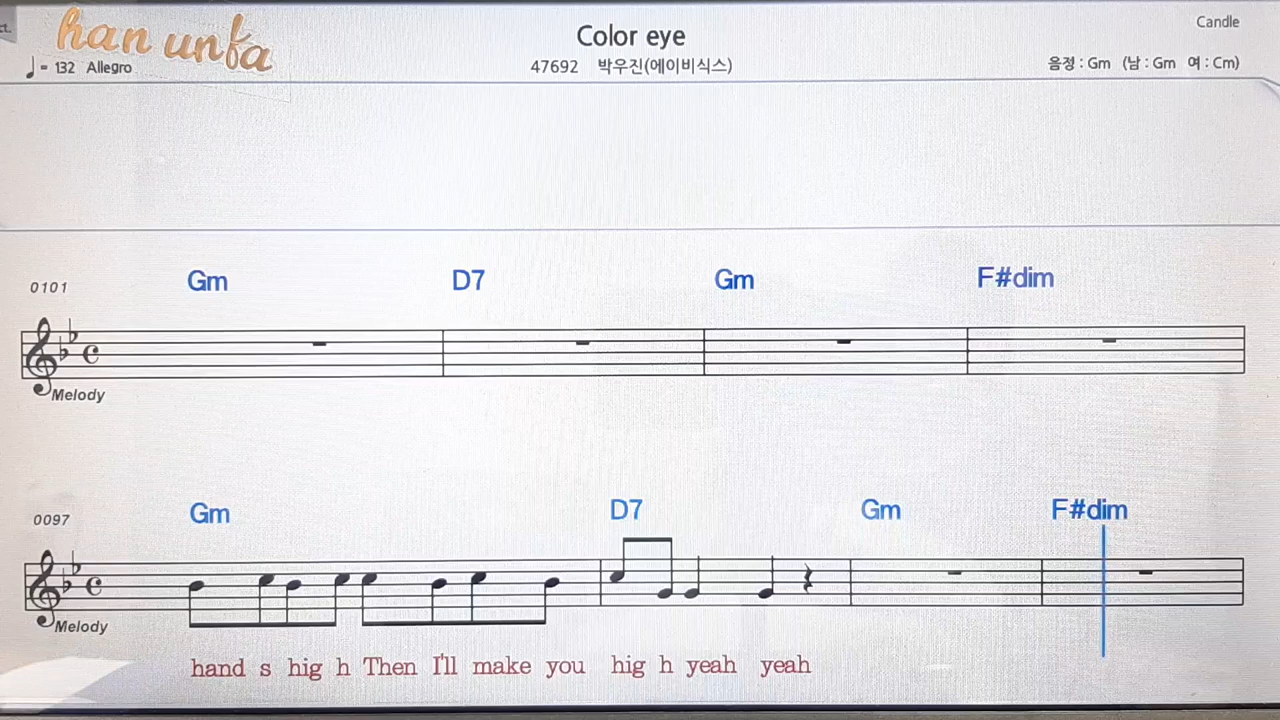 ct.
han unfa
Color eye
Candle
♩= 132 Allegro
47692 박우진(에이비식스)
음정 : Gm (남 : Gm 여 : Cm)
0101 Gm D7 Gm F#dim
Melody
0097 Gm D7 Gm F#dim
Melody
hand s hig h Then I'll make you hig h yeah yeah